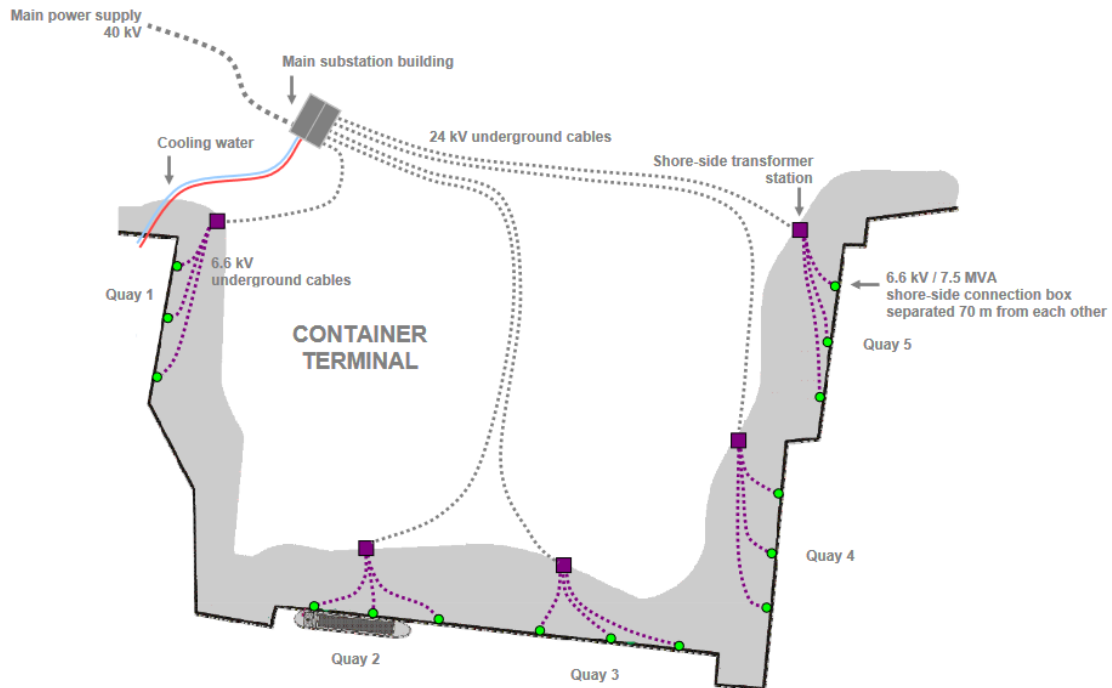 Main power supply
40 kV
Main substation building
24 kV underground cables
Cooling water
Shore-side transformer
station
6.6 kV
underground cables
Quay 1
6.6 kV / 7.5 MVA
shore-side connection box
separated 70 m from each other
CONTAINER
TERMINAL
Quay 5
Quay 4
Quay 2
Quay 3